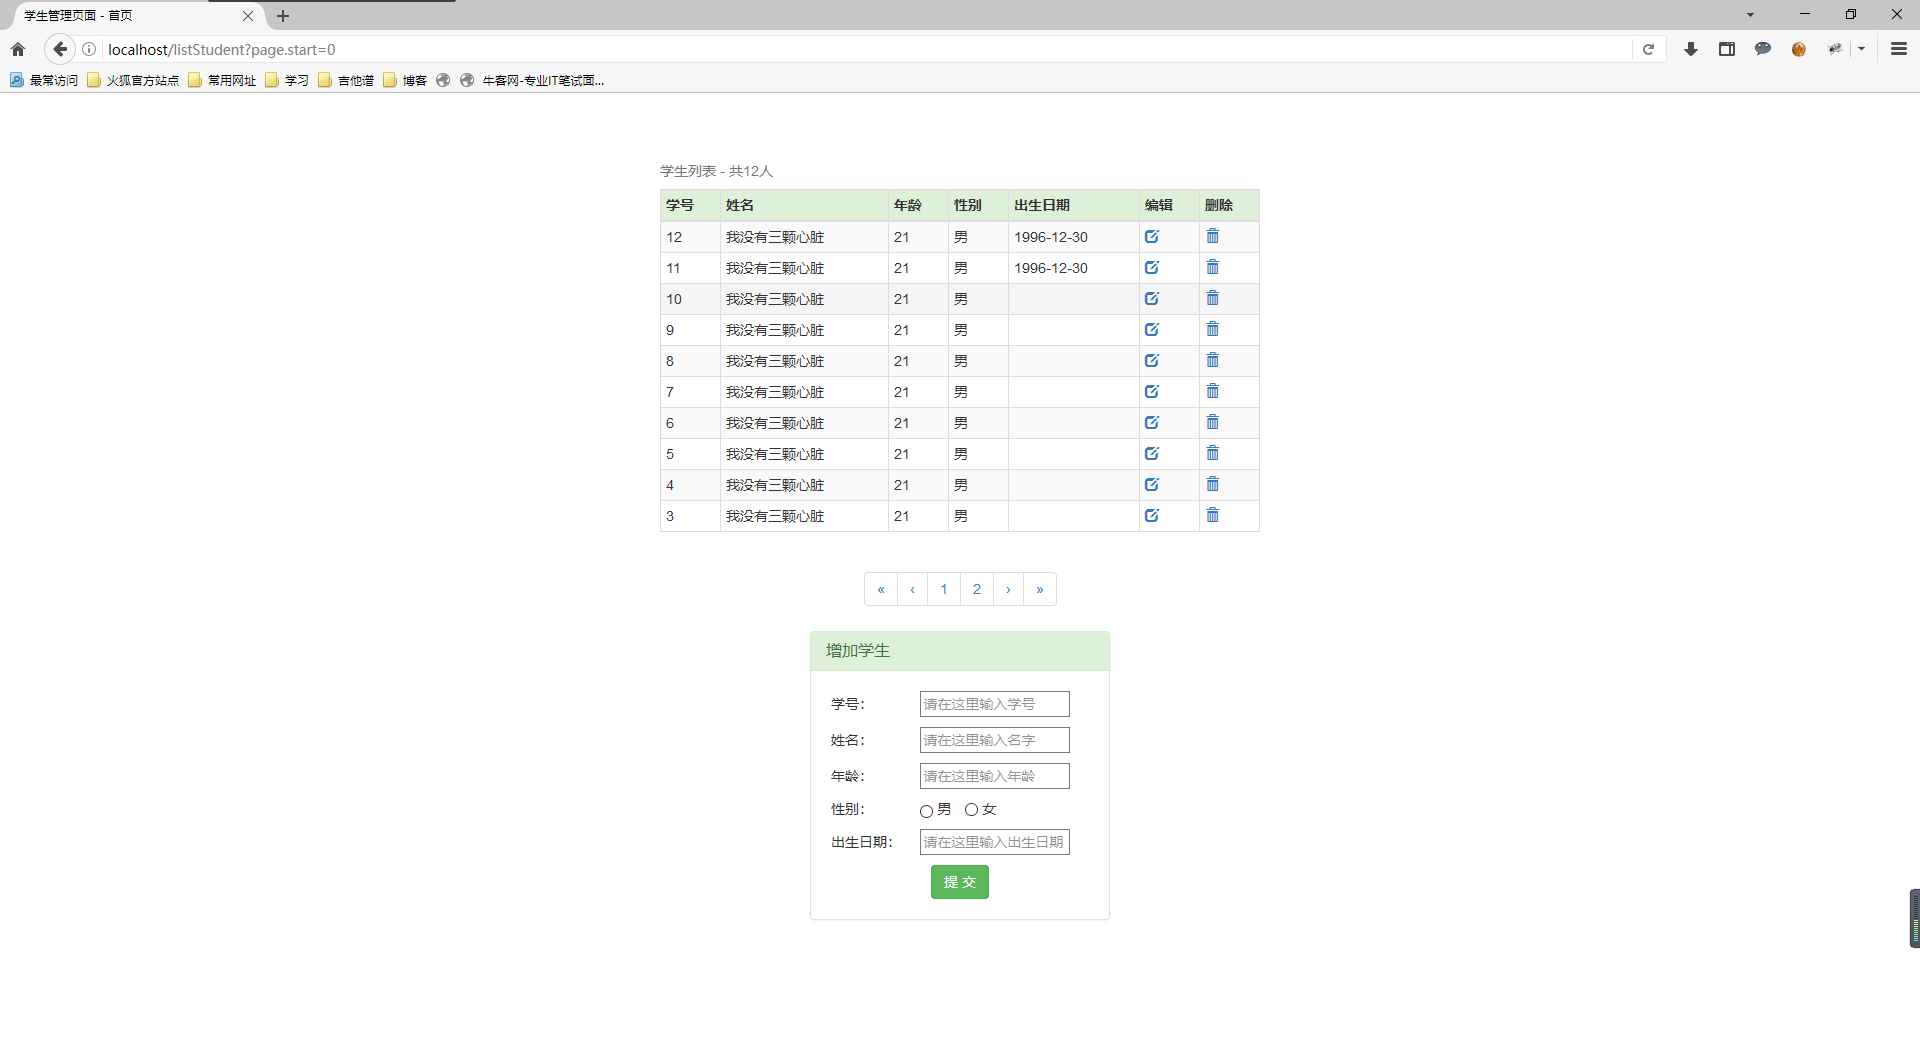 学生管理页面 - 首页
localhost/listStudent?page.start=0
最常访问 火狐官方站点 常用网址 学习 吉他谱 博客 牛客网-专业IT笔试面...
学生列表 - 共12人
学号 姓名 年龄 性别 出生日期 编辑 删除
12 我没有三颗心脏 21 男 1996-12-30
11 我没有三颗心脏 21 男 1996-12-30
10 我没有三颗心脏 21 男
9 我没有三颗心脏 21 男
8 我没有三颗心脏 21 男
7 我没有三颗心脏 21 男
6 我没有三颗心脏 21 男
5 我没有三颗心脏 21 男
4 我没有三颗心脏 21 男
3 我没有三颗心脏 21 男
« ‹ 1 2 › »
增加学生
学号： 请在这里输入学号
姓名： 请在这里输入名字
年龄： 请在这里输入年龄
性别： 男 女
出生日期： 请在这里输入出生日期
提 交